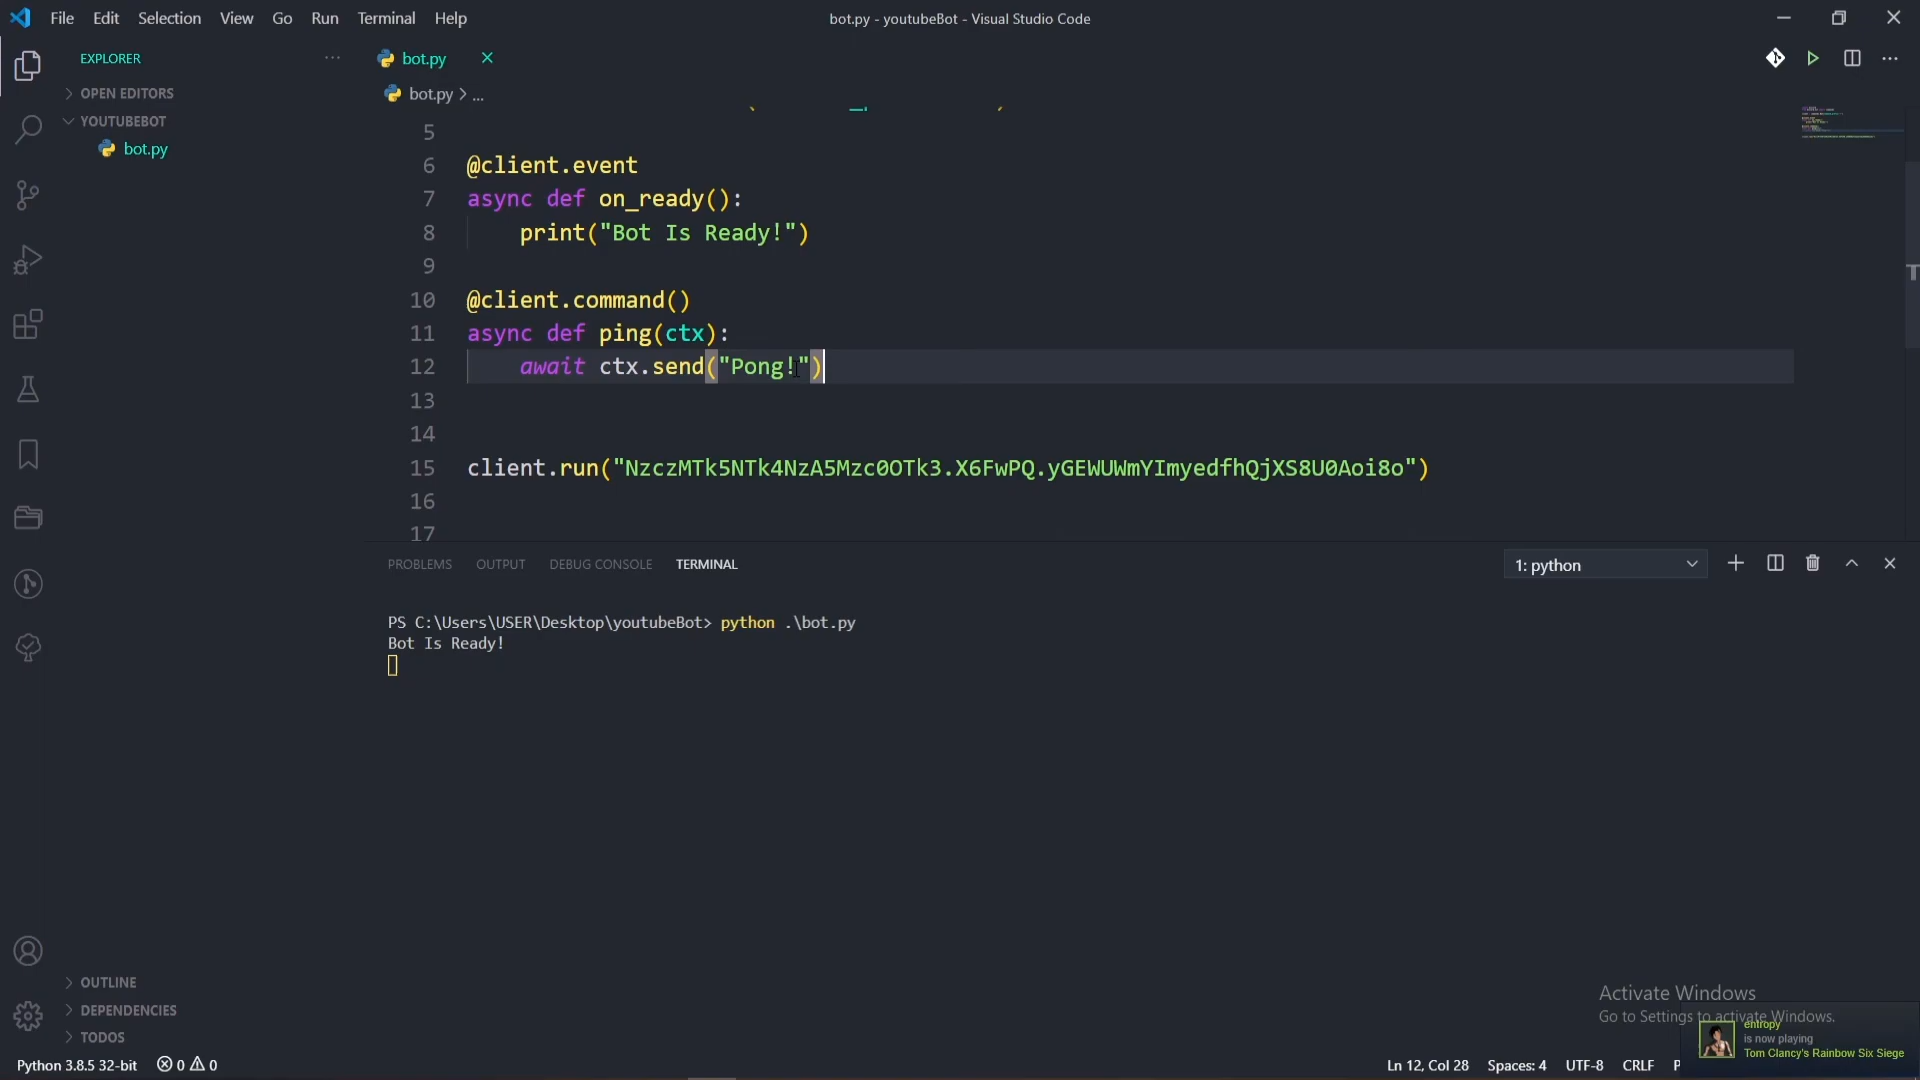 File Edit Selection View Go Run Terminal Help
bot.py - youtubeBot - Visual Studio Code
EXPLORER
bot.py
OPEN EDITORS
bot.py > ...
YOUTUBEBOT
bot.py
5
6 @client.event
7 async def on_ready():
8 print("Bot Is Ready!")
9
10 @client.command()
11 async def ping(ctx):
12 await ctx.send("Pong!")
13
14
15 client.run("NzczMTk5NTk4NzA5Mzc0OTk3.X6FwPQ.yGEWUWmYImyedfhQjXS8U0Aoi8o")
16
17
PROBLEMS OUTPUT DEBUG CONSOLE TERMINAL
1: python
PS C:\Users\USER\Desktop\youtubeBot> python .\bot.py
Bot Is Ready!
OUTLINE
DEPENDENCIES
TODOS
Activate Windows
Go to Settings to activate Windows.
entropy
is now playing
Tom Clancy's Rainbow Six Siege
Python 3.8.5 32-bit 0 0
Ln 12, Col 28 Spaces: 4 UTF-8 CRLF